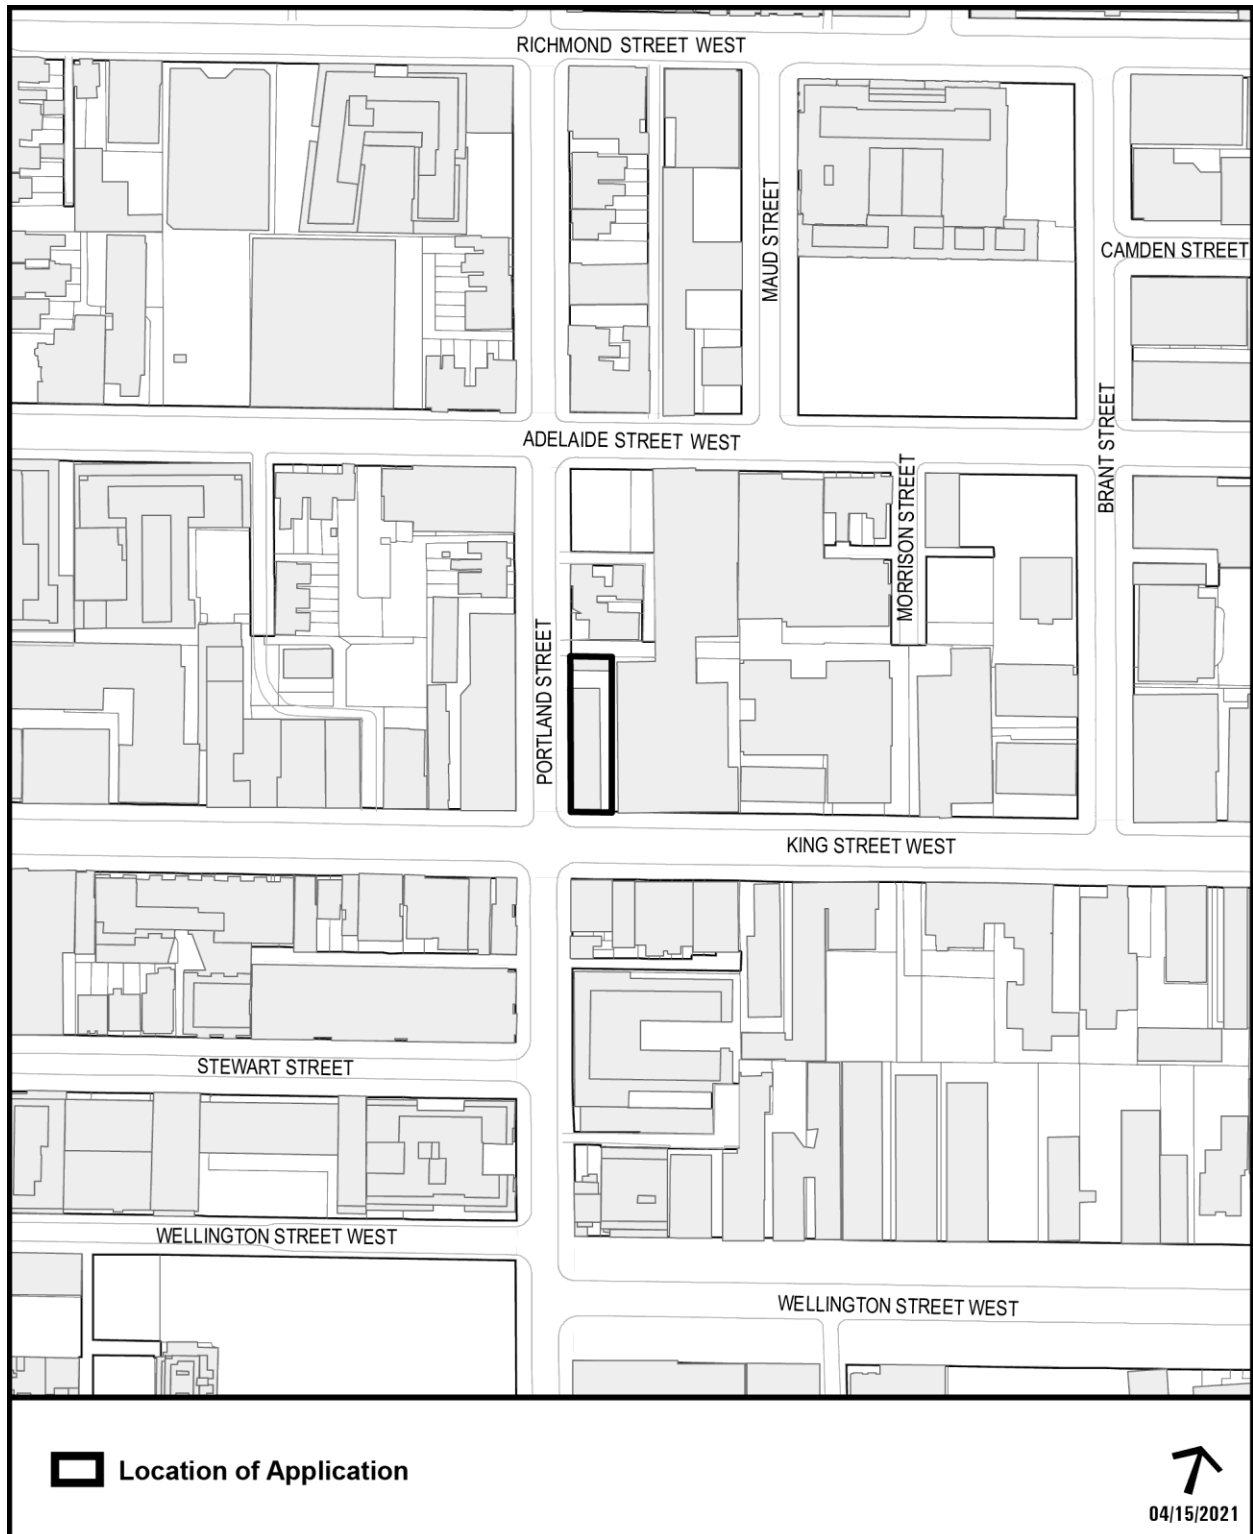 RICHMOND STREET WEST
MAUD STREET
CAMDEN STREET
BRANT STREET
ADELAIDE STREET WEST
MORRISON STREET
PORTLAND STREET
KING STREET WEST
STEWART STREET
WELLINGTON STREET WEST
WELLINGTON STREET WEST
Location of Application
04/15/2021